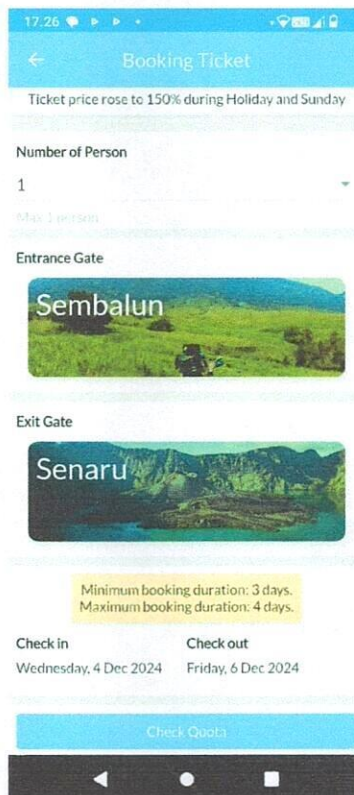 17.26
Booking Ticket
Ticket price rose to 150% during Holiday and Sunday
Number of Person
1
Max 1 person
Entrance Gate
Sembalun
Exit Gate
Senaru
Minimum booking duration: 3 days.
Maximum booking duration: 4 days.
Check in Check out
Wednesday, 4 Dec 2024 Friday, 6 Dec 2024
Check Quota